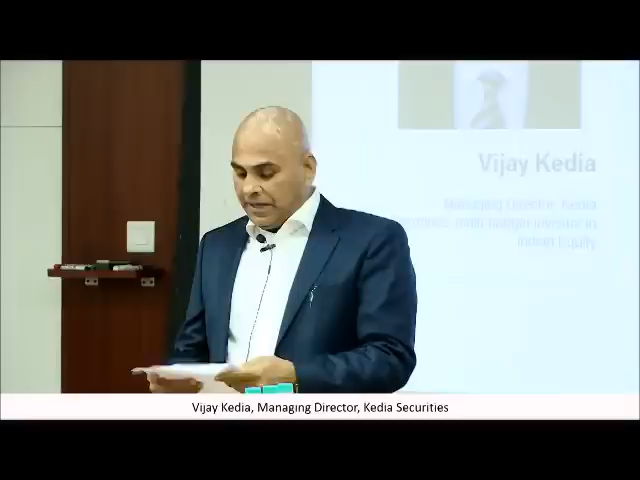 Vijay Kedia
Managing Director, Kedia
Indian Equity
Vijay Kedia, Managing Director, Kedia Securities